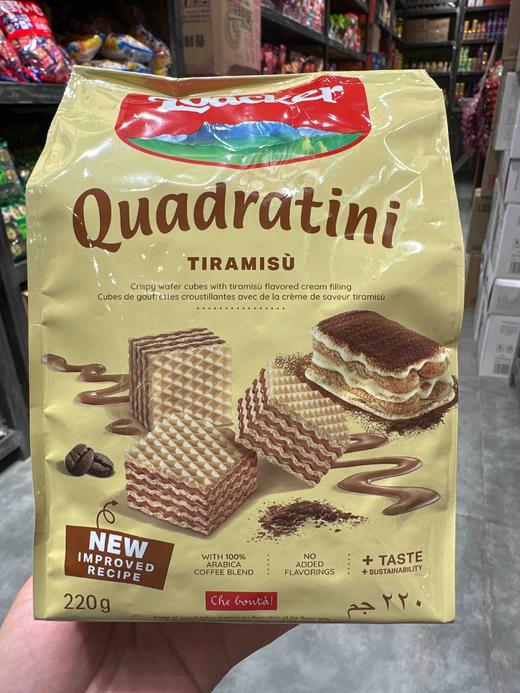 Loacker
Quadratini
TIRAMISÙ
Crispy wafer cubes with tiramisù flavored cream filling
Cubes de gaufrettes croustillantes avec de la crème de saveur tiramisù
NEW
IMPROVED
RECIPE
WITH 100%
ARABICA
COFFEE BLEND
NO
ADDED
FLAVORINGS
+ TASTE
+ SUSTAINABILITY
220g
Che bontà!
٢٢٠ جم